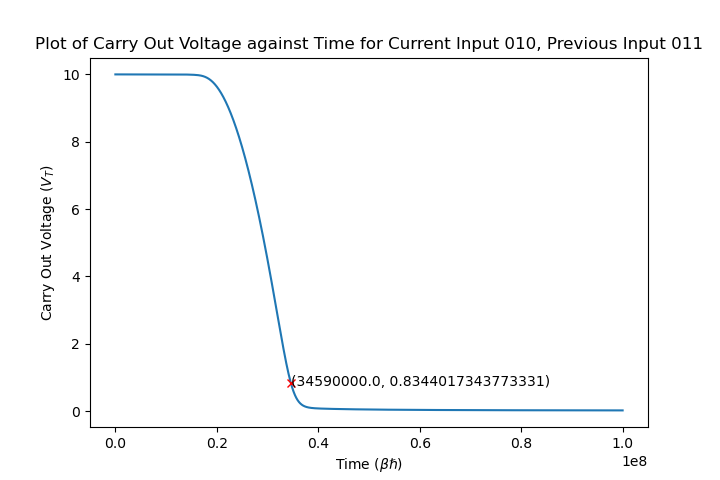 Plot of Carry Out Voltage against Time for Current Input 010, Previous Input 011
10
8
6
4
2
0
Carry Out Voltage (V_T)
(34590000.0, 0.8344017343773331)
0.0 0.2 0.4 0.6 0.8 1.0
1e8
Time (βℏ)